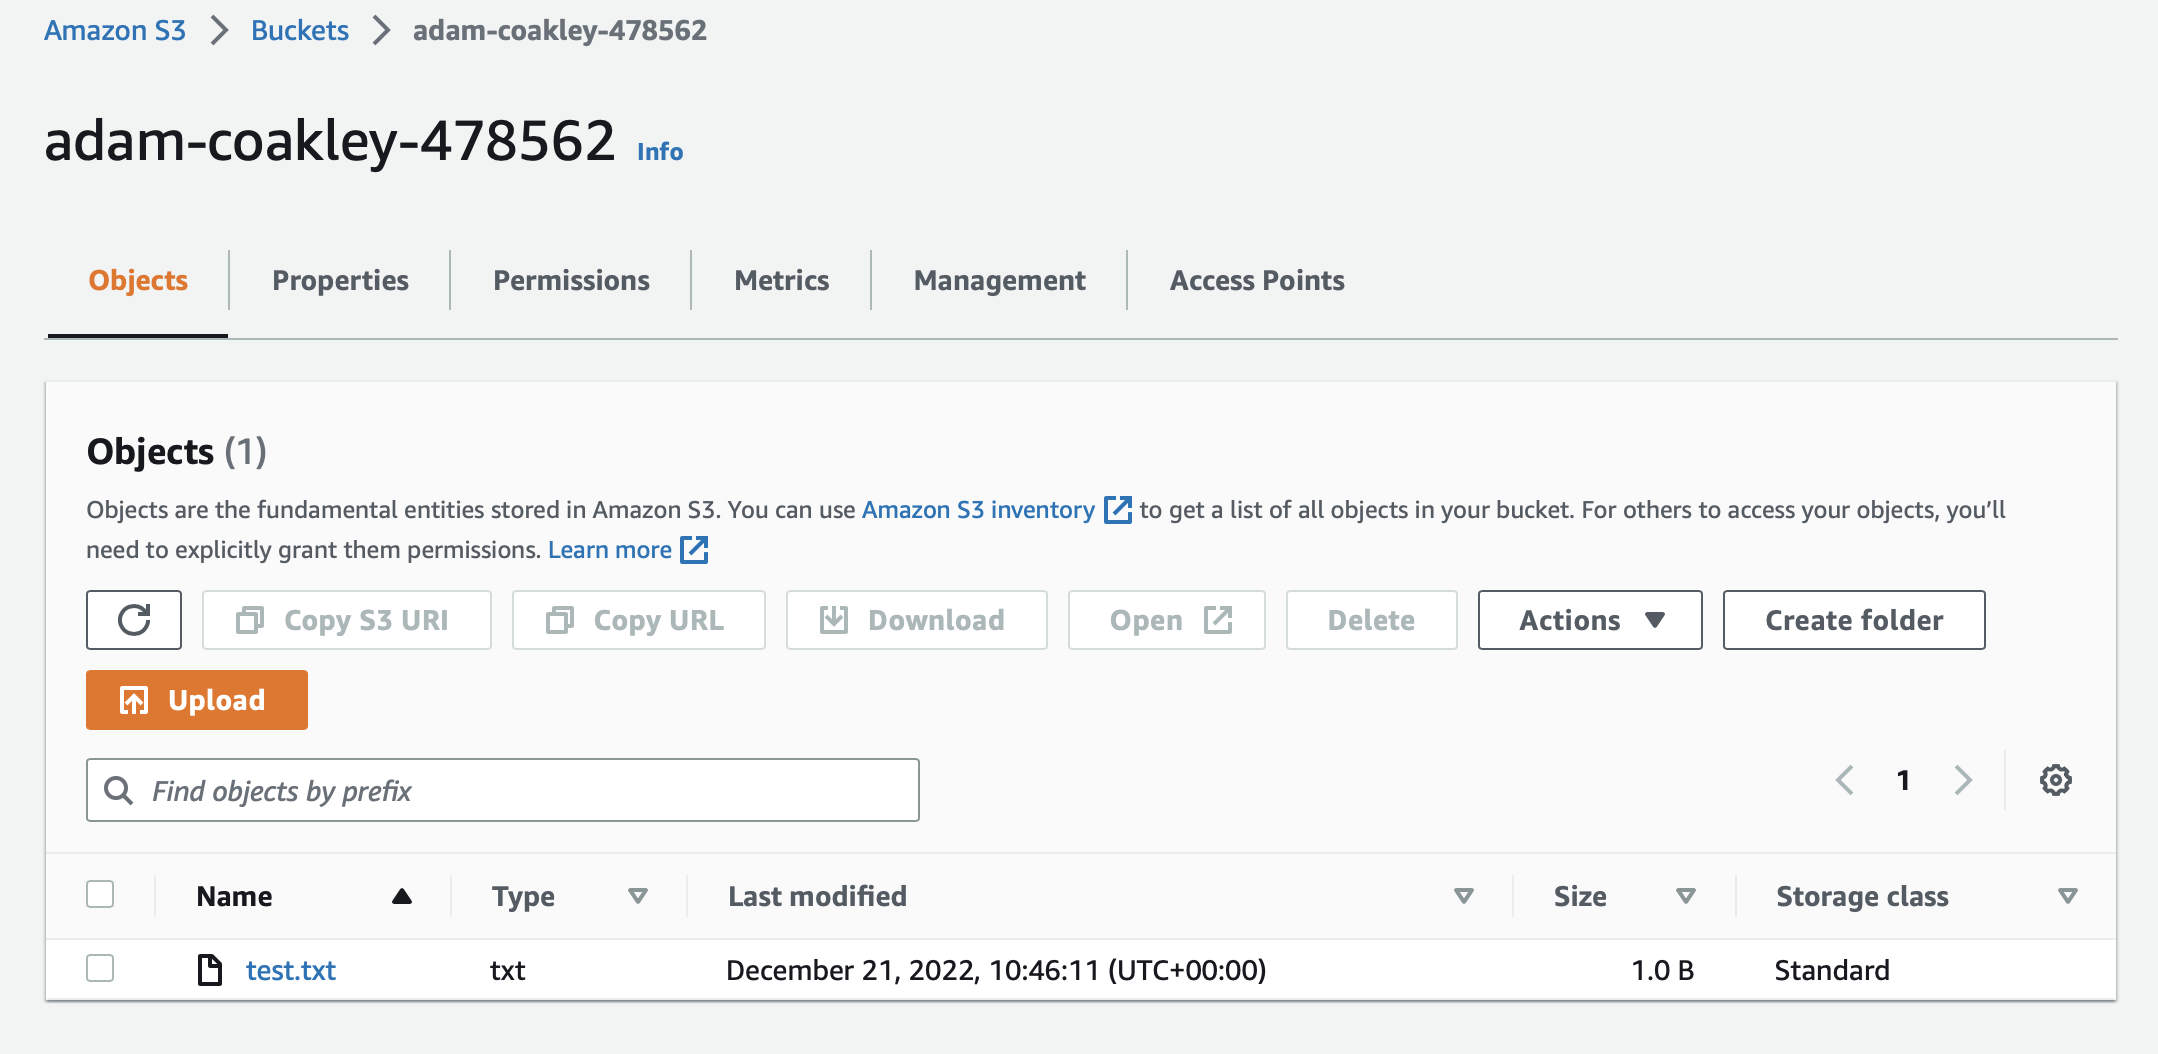 Amazon S3 > Buckets > adam-coakley-478562
adam-coakley-478562 Info
Objects Properties Permissions Metrics Management Access Points
Objects (1)
Objects are the fundamental entities stored in Amazon S3. You can use Amazon S3 inventory to get a list of all objects in your bucket. For others to access your objects, you'll
need to explicitly grant them permissions. Learn more
Copy S3 URI Copy URL Download Open Delete Actions Create folder
Upload
Find objects by prefix 1
Name Type Last modified Size Storage class
test.txt txt December 21, 2022, 10:46:11 (UTC+00:00) 1.0 B Standard